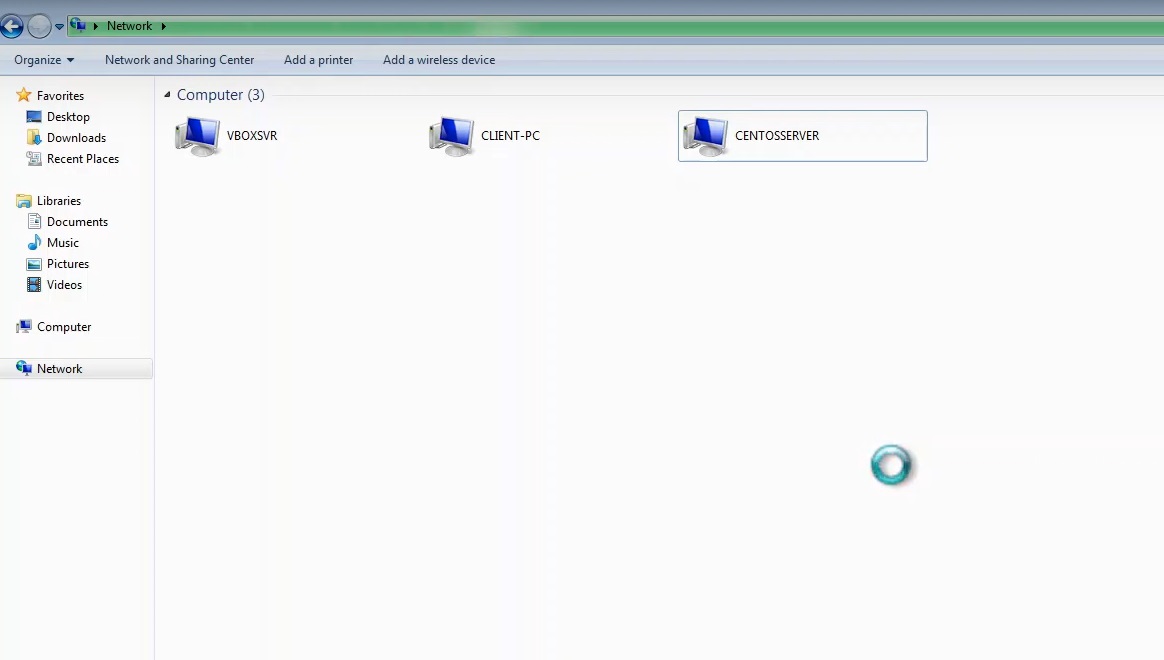 Network
Organize
Network and Sharing Center
Add a printer
Add a wireless device
Favorites
Desktop
Downloads
Recent Places
Libraries
Documents
Music
Pictures
Videos
Computer
Network
Computer (3)
VBOXSVR
CLIENT-PC
CENTOSSERVER